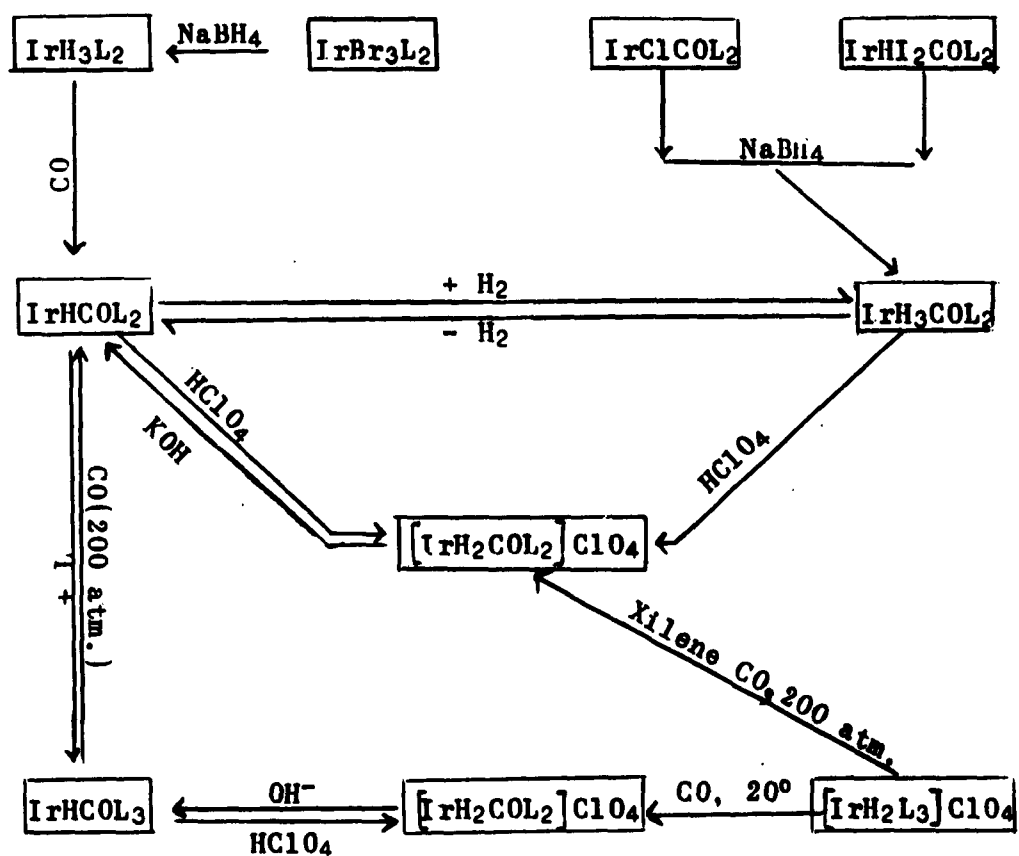 IrH₃L₂
NaBH₄
IrBr₃L₂
IrClCOL₂
IrHI₂COL₂
CO
NaBH₄
IrHCOL₂
+ H₂
- H₂
IrH₃COL₂
HClO₄
KOH
HClO₄
CO(200 atm.)
+ L
[IrH₂COL₂]ClO₄
Xilene CO, 200 atm.
IrHCOL₃
OH⁻
HClO₄
[IrH₂COL₂]ClO₄
CO, 20°
[IrH₂L₃]ClO₄